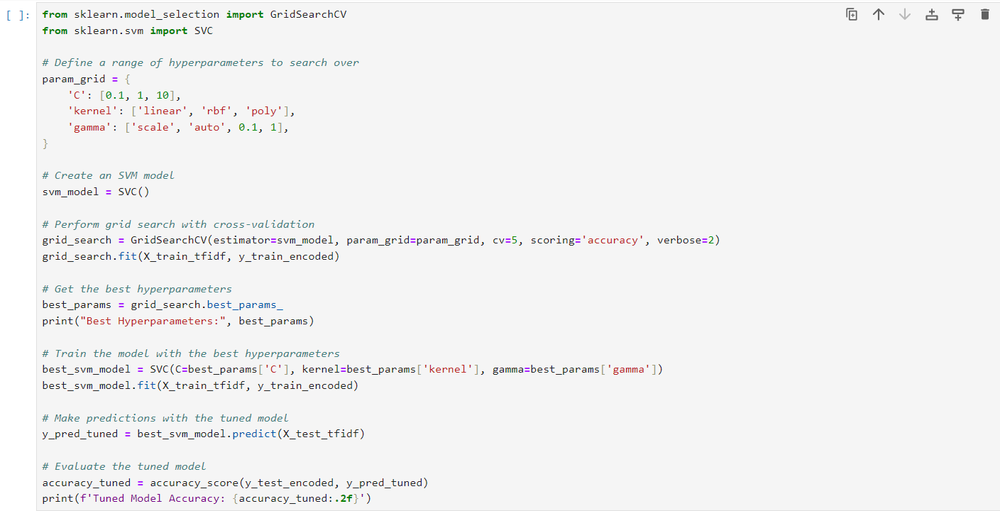 [ ]:
from sklearn.model_selection import GridSearchCV
from sklearn.svm import SVC

# Define a range of hyperparameters to search over
param_grid = {
    'C': [0.1, 1, 10],
    'kernel': ['linear', 'rbf', 'poly'],
    'gamma': ['scale', 'auto', 0.1, 1],
}

# Create an SVM model
svm_model = SVC()

# Perform grid search with cross-validation
grid_search = GridSearchCV(estimator=svm_model, param_grid=param_grid, cv=5, scoring='accuracy', verbose=2)
grid_search.fit(X_train_tfidf, y_train_encoded)

# Get the best hyperparameters
best_params = grid_search.best_params_
print("Best Hyperparameters:", best_params)

# Train the model with the best hyperparameters
best_svm_model = SVC(C=best_params['C'], kernel=best_params['kernel'], gamma=best_params['gamma'])
best_svm_model.fit(X_train_tfidf, y_train_encoded)

# Make predictions with the tuned model
y_pred_tuned = best_svm_model.predict(X_test_tfidf)

# Evaluate the tuned model
accuracy_tuned = accuracy_score(y_test_encoded, y_pred_tuned)
print(f'Tuned Model Accuracy: {accuracy_tuned:.2f}')